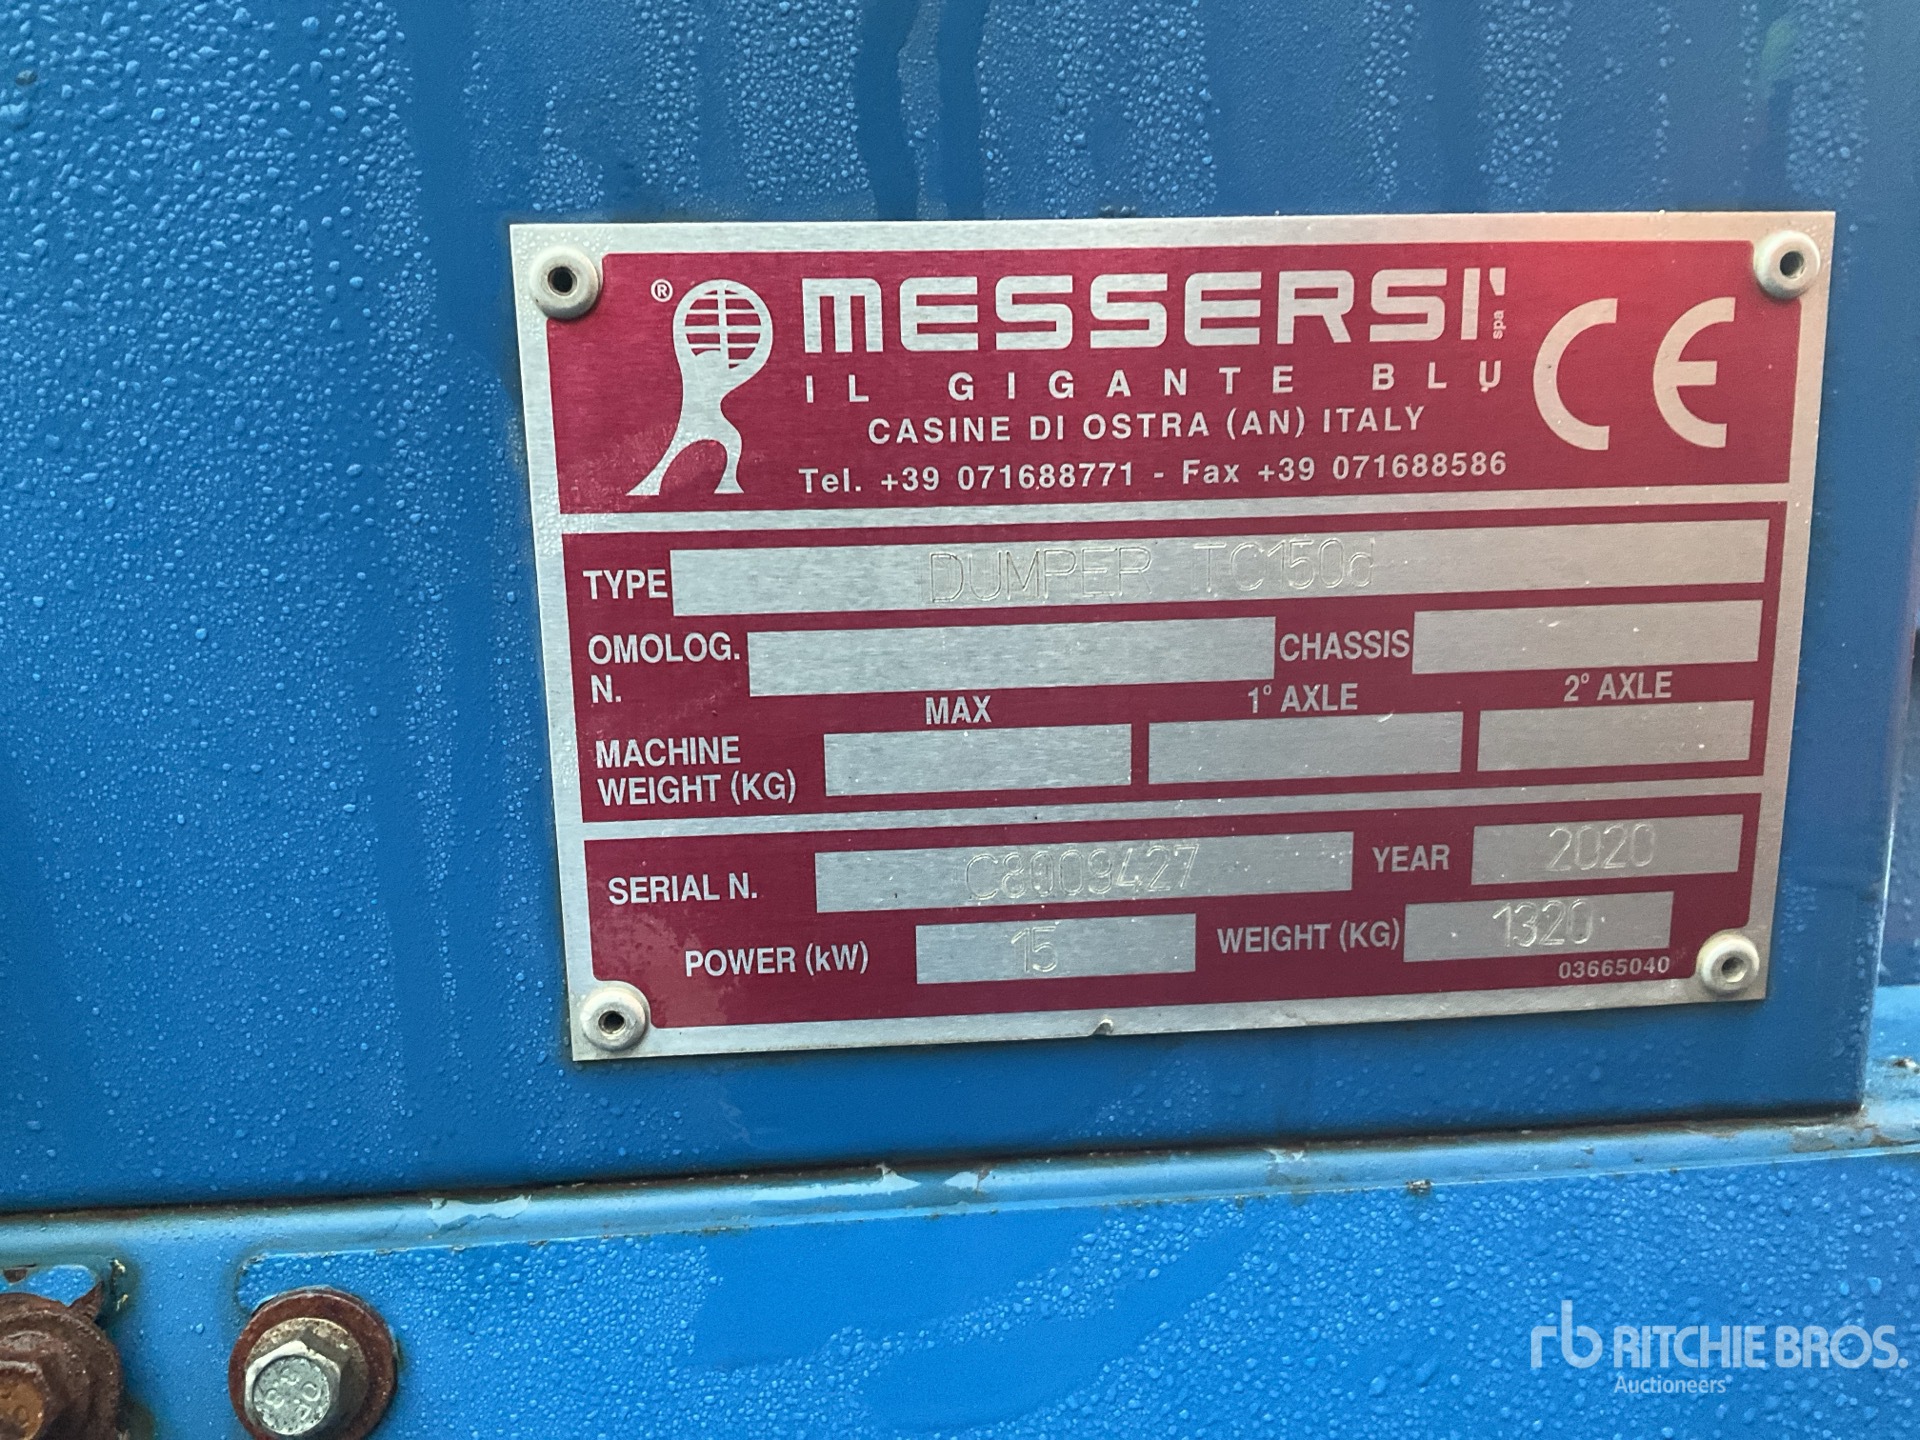 ® MESSERSI' spa
IL GIGANTE BLU
CASINE DI OSTRA (AN) ITALY
Tel. +39 071688771 - Fax +39 071688586
CE
TYPE DUMPER TC150d
OMOLOG. N. CHASSIS
MAX 1° AXLE 2° AXLE
MACHINE WEIGHT (KG)
SERIAL N. C8009427 YEAR 2020
POWER (kW) 15 WEIGHT (KG) 1320
03665040
rb RITCHIE BROS.
Auctioneers